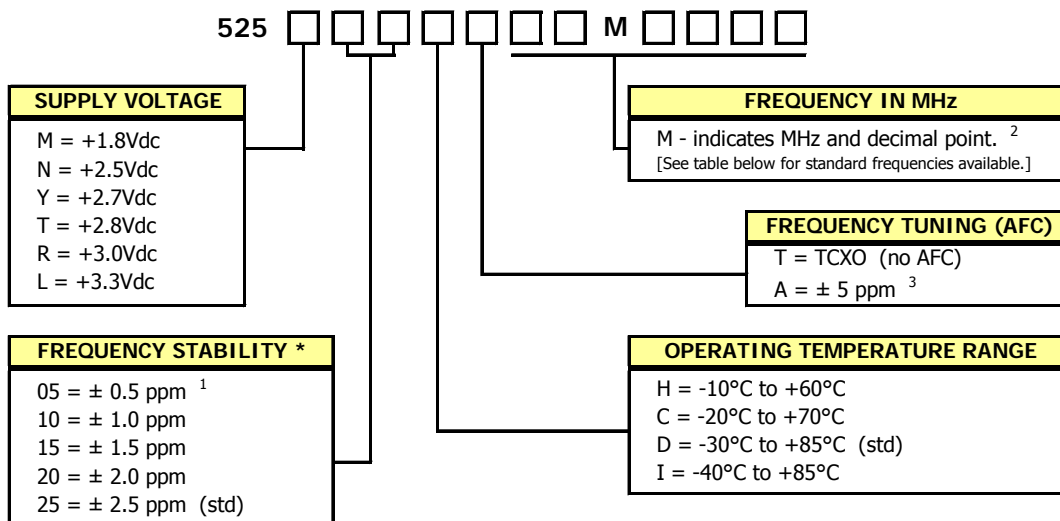 525 M
SUPPLY VOLTAGE
M = +1.8Vdc
N = +2.5Vdc
Y = +2.7Vdc
T = +2.8Vdc
R = +3.0Vdc
L = +3.3Vdc
FREQUENCY IN MHz
M - indicates MHz and decimal point. 2
[See table below for standard frequencies available.]
FREQUENCY TUNING (AFC)
T = TCXO (no AFC)
A = ± 5 ppm 3
FREQUENCY STABILITY *
05 = ± 0.5 ppm 1
10 = ± 1.0 ppm
15 = ± 1.5 ppm
20 = ± 2.0 ppm
25 = ± 2.5 ppm (std)
OPERATING TEMPERATURE RANGE
H = -10°C to +60°C
C = -20°C to +70°C
D = -30°C to +85°C (std)
I = -40°C to +85°C